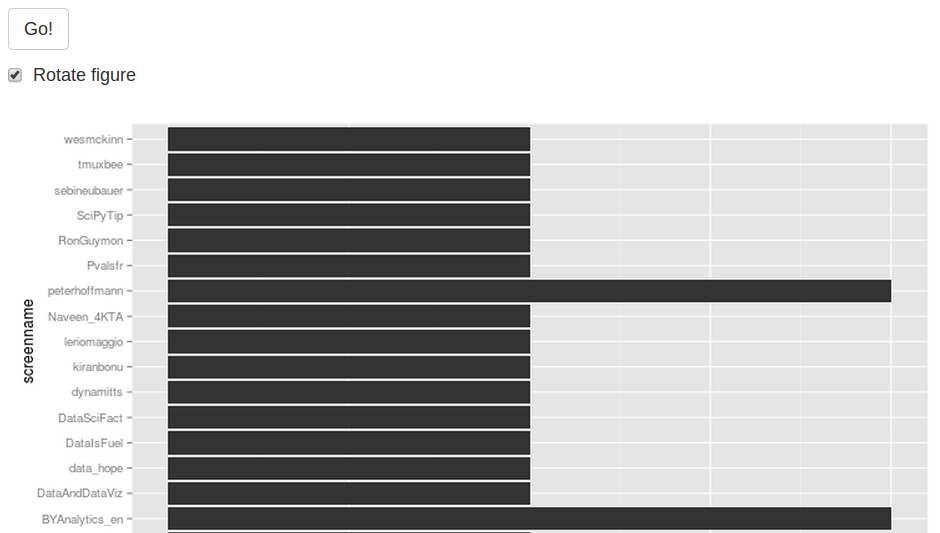 Go!
Rotate figure
screenname
wesmckinn
tmuxbee
sebineubauer
SciPyTip
RonGuymon
Pvalsfr
peterhoffmann
Naveen_4KTA
leriomaggio
kiranbonu
dynamitts
DataSciFact
DataIsFuel
data_hope
DataAndDataViz
BYAnalytics_en